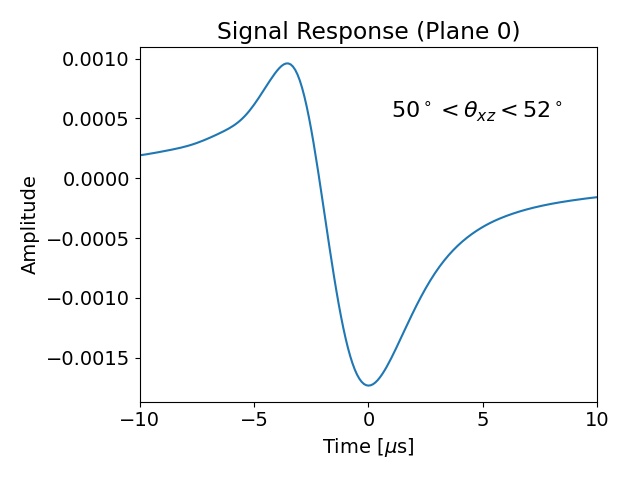 Signal Response (Plane 0)
0.0010
0.0005
0.0000
−0.0005
−0.0010
−0.0015
Amplitude
50° < θxz < 52°
−10
−5
0
5
10
Time [μs]